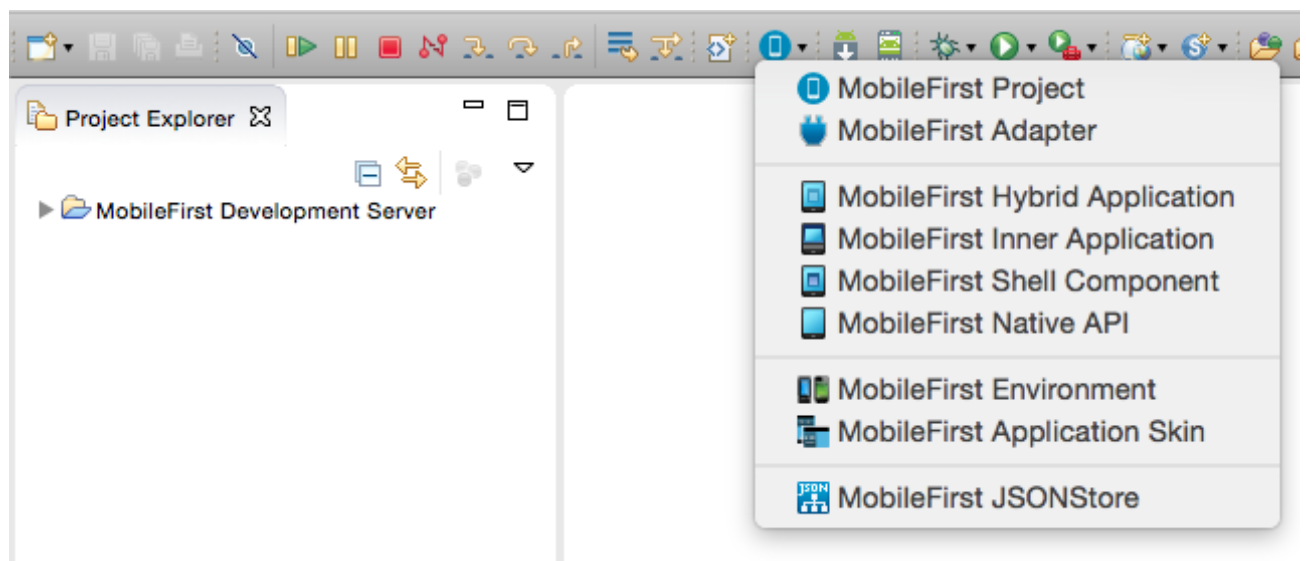 Project Explorer
MobileFirst Development Server
MobileFirst Project
MobileFirst Adapter
MobileFirst Hybrid Application
MobileFirst Inner Application
MobileFirst Shell Component
MobileFirst Native API
MobileFirst Environment
MobileFirst Application Skin
JSON
MobileFirst JSONStore